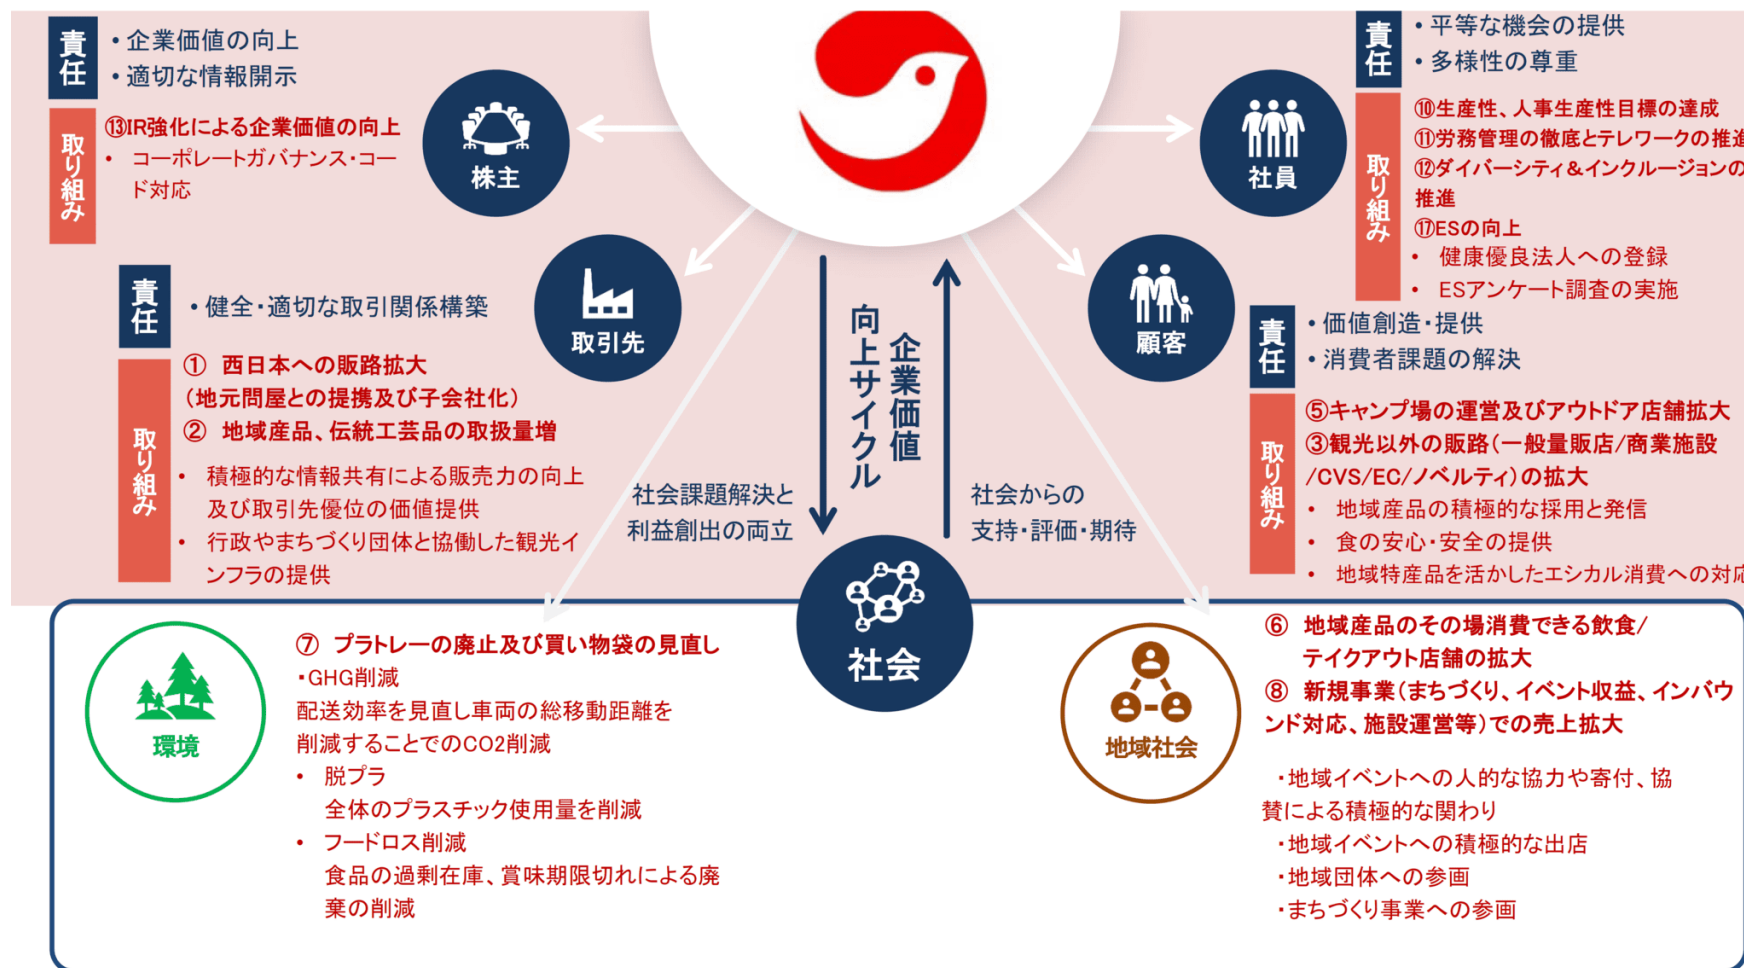 責任
・企業価値の向上
・適切な情報開示
取り組み
⑬IR強化による企業価値の向上
• コーポレートガバナンス・コー
ド対応
株主
責任
・平等な機会の提供
・多様性の尊重
取り組み
⑩生産性、人事生産性目標の達成
⑪労務管理の徹底とテレワークの推進
⑫ダイバーシティ&インクルージョンの
推進
⑰ESの向上
• 健康優良法人への登録
• ESアンケート調査の実施
社員
責任
・健全・適切な取引関係構築
取り組み
① 西日本への販路拡大
(地元問屋との提携及び子会社化)
② 地域産品、伝統工芸品の取扱量増
• 積極的な情報共有による販売力の向上
及び取引先優位の価値提供
• 行政やまちづくり団体と協働した観光イ
ンフラの提供
取引先
責任
・価値創造・提供
・消費者課題の解決
取り組み
⑤キャンプ場の運営及びアウトドア店舗拡大
③観光以外の販路(一般量販店/商業施設
/CVS/EC/ノベルティ)の拡大
• 地域産品の積極的な採用と発信
• 食の安心・安全の提供
• 地域特産品を活かしたエシカル消費への対応
顧客
企業価値
向上サイクル
社会課題解決と
利益創出の両立
社会からの
支持・評価・期待
社会
環境
⑦ プラトレーの廃止及び買い物袋の見直し
・GHG削減
配送効率を見直し車両の総移動距離を
削減することでのCO2削減
• 脱プラ
全体のプラスチック使用量を削減
• フードロス削減
食品の過剰在庫、賞味期限切れによる廃
棄の削減
地域社会
⑥ 地域産品のその場消費できる飲食/
テイクアウト店舗の拡大
⑧ 新規事業(まちづくり、イベント収益、インバウ
ンド対応、施設運営等)での売上拡大
・地域イベントへの人的な協力や寄付、協
賛による積極的な関わり
・地域イベントへの積極的な出店
・地域団体への参画
・まちづくり事業への参画